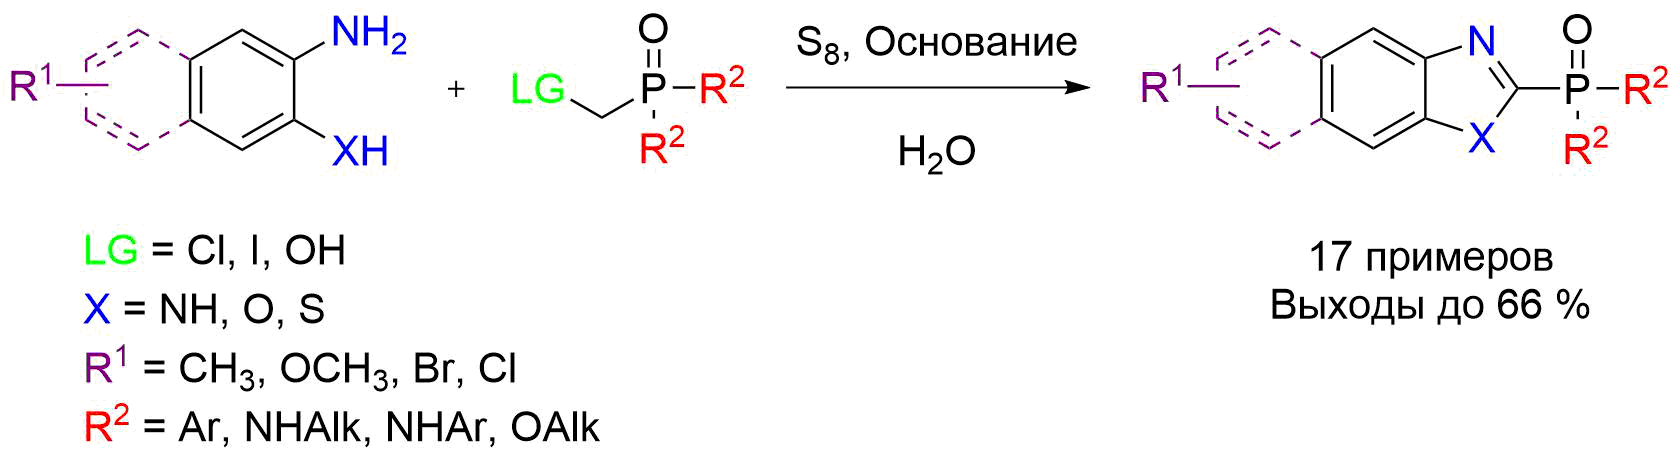 R¹ NH₂ XH + LG O P R² R² S₈, Основание H₂O R¹ N X O P R² R²
LG = Cl, I, OH
X = NH, O, S
R¹ = CH₃, OCH₃, Br, Cl
R² = Ar, NHAlk, NHAr, OAlk
17 примеров
Выходы до 66 %